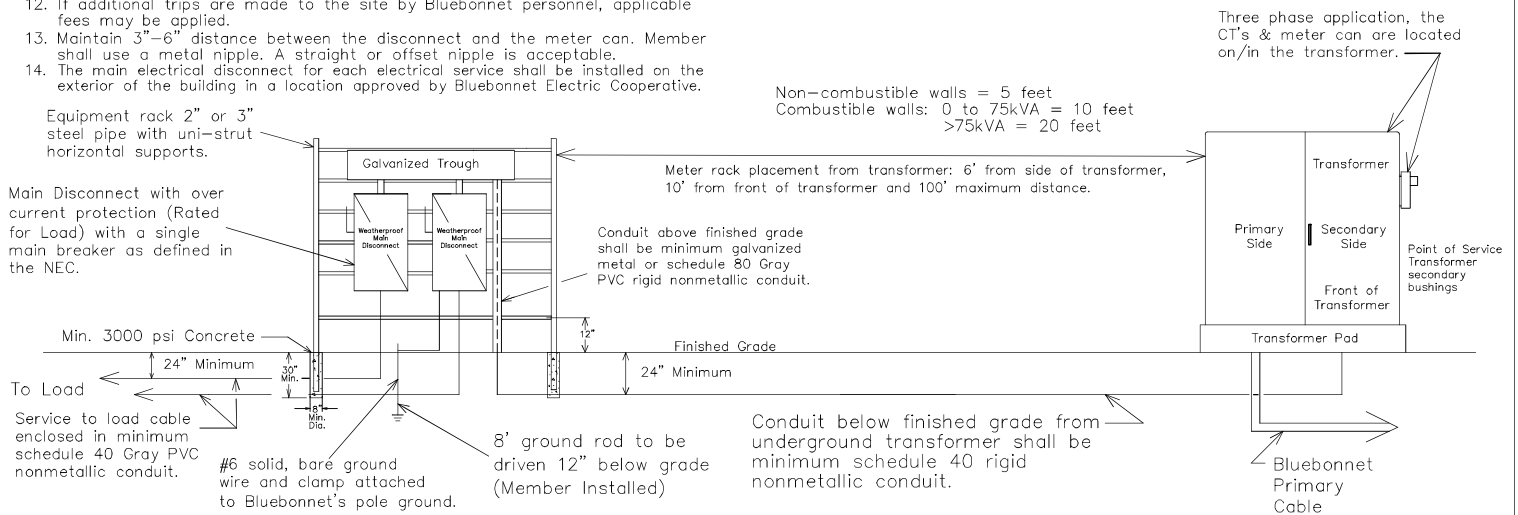 12. If additional trips are made to the site by Bluebonnet personnel, applicable
fees may be applied.
13. Maintain 3"-6" distance between the disconnect and the meter can. Member
shall use a metal nipple. A straight or offset nipple is acceptable.
14. The main electrical disconnect for each electrical service shall be installed on the
exterior of the building in a location approved by Bluebonnet Electric Cooperative.
Three phase application, the
CT's & meter can are located
on/in the transformer.
Non-combustible walls = 5 feet
Combustible walls: 0 to 75kVA = 10 feet
>75kVA = 20 feet
Equipment rack 2" or 3"
steel pipe with uni-strut
horizontal supports.
Galvanized Trough
Meter rack placement from transformer: 6' from side of transformer,
10' from front of transformer and 100' maximum distance.
Main Disconnect with over
current protection (Rated
for Load) with a single
main breaker as defined in
the NEC.
Weatherproof
Main
Disconnect
Weatherproof
Main
Disconnect
Conduit above finished grade
shall be minimum galvanized
metal or schedule 80 Gray
PVC rigid nonmetallic conduit.
Transformer
Primary
Side
Secondary
Side
Front of
Transformer
Point of Service
Transformer
secondary
bushings
Transformer Pad
Min. 3000 psi Concrete
12"
Finished Grade
24" Minimum
30"
Min.
24" Minimum
To Load
8"
Min.
Dia.
Service to load cable
enclosed in minimum
schedule 40 Gray PVC
nonmetallic conduit.
#6 solid, bare ground
wire and clamp attached
to Bluebonnet's pole ground.
8' ground rod to be
driven 12" below grade
(Member Installed)
Conduit below finished grade from
underground transformer shall be
minimum schedule 40 rigid
nonmetallic conduit.
Bluebonnet
Primary
Cable